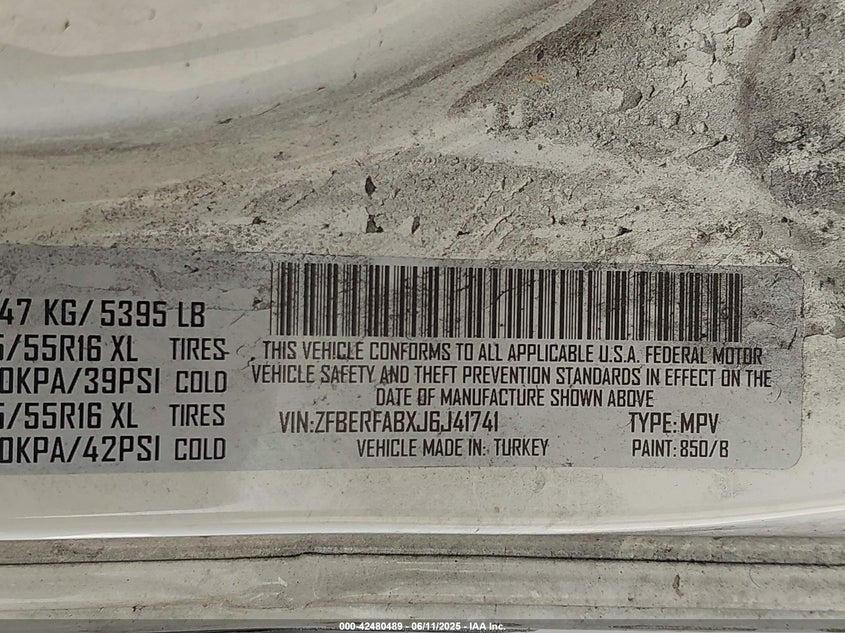 47 KG/ 5395 LB
/55R16 XL TIRES
0KPA/39PSI COLD
/55R16 XL TIRES
0KPA/42PSI COLD
THIS VEHICLE CONFORMS TO ALL APPLICABLE U.S.A. FEDERAL MOTOR
VEHICLE SAFETY AND THEFT PREVENTION STANDARDS IN EFFECT ON THE
DATE OF MANUFACTURE SHOWN ABOVE
VIN:ZFBERFABXJ6J41741 TYPE:MPV
VEHICLE MADE IN: TURKEY PAINT: 850/B
000-42480489 - 06/11/2025 - IAA Inc.